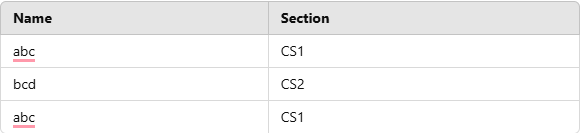 Name Section
abc CS1
bcd CS2
abc CS1